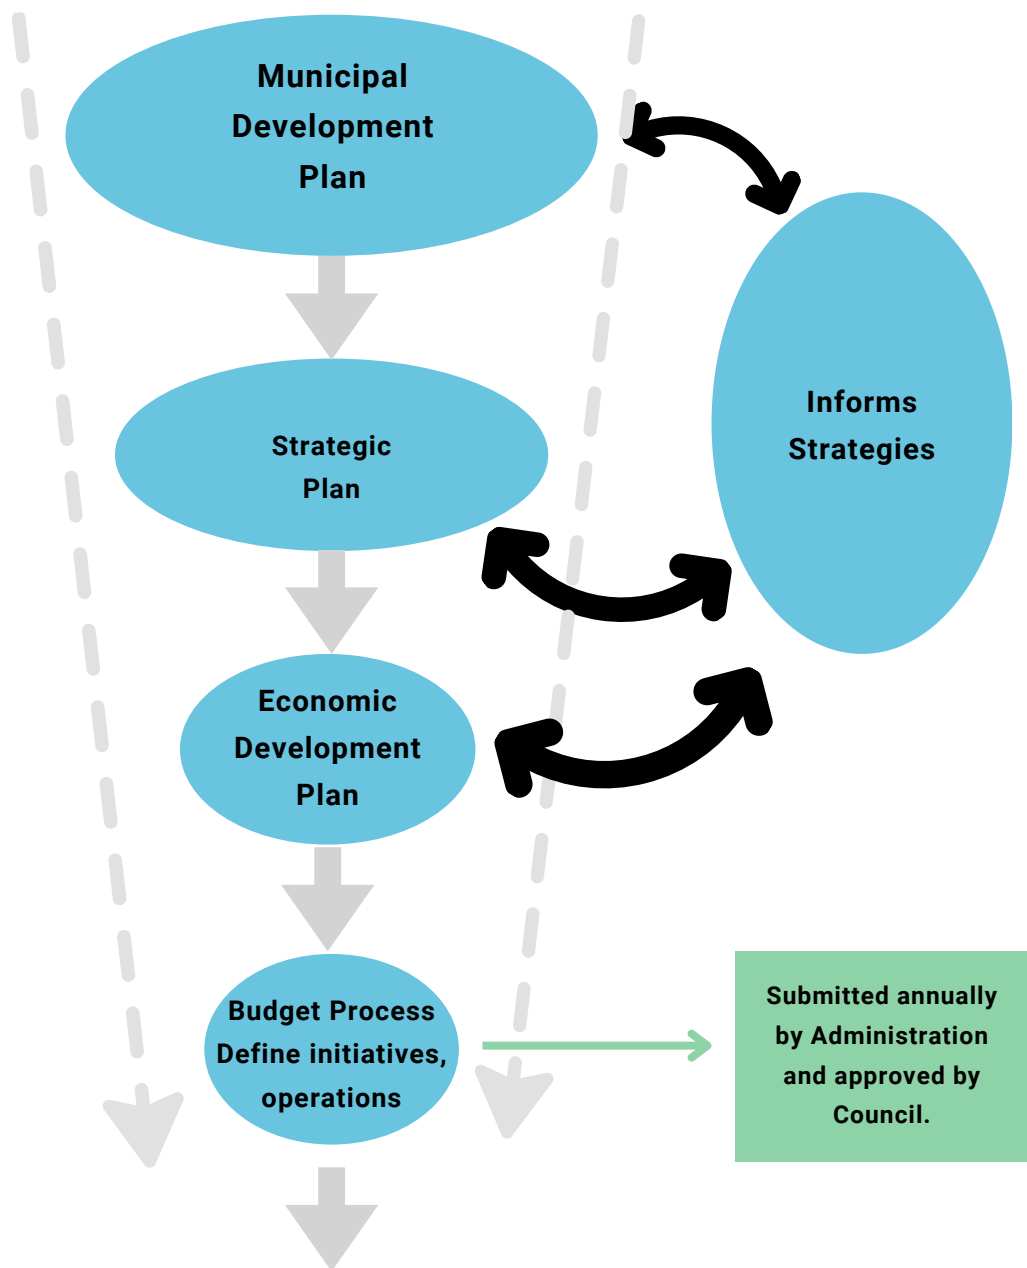 Municipal
Development
Plan
Informs
Strategies
Strategic
Plan
Economic
Development
Plan
Budget Process
Define initiatives,
operations
Submitted annually
by Administration
and approved by
Council.